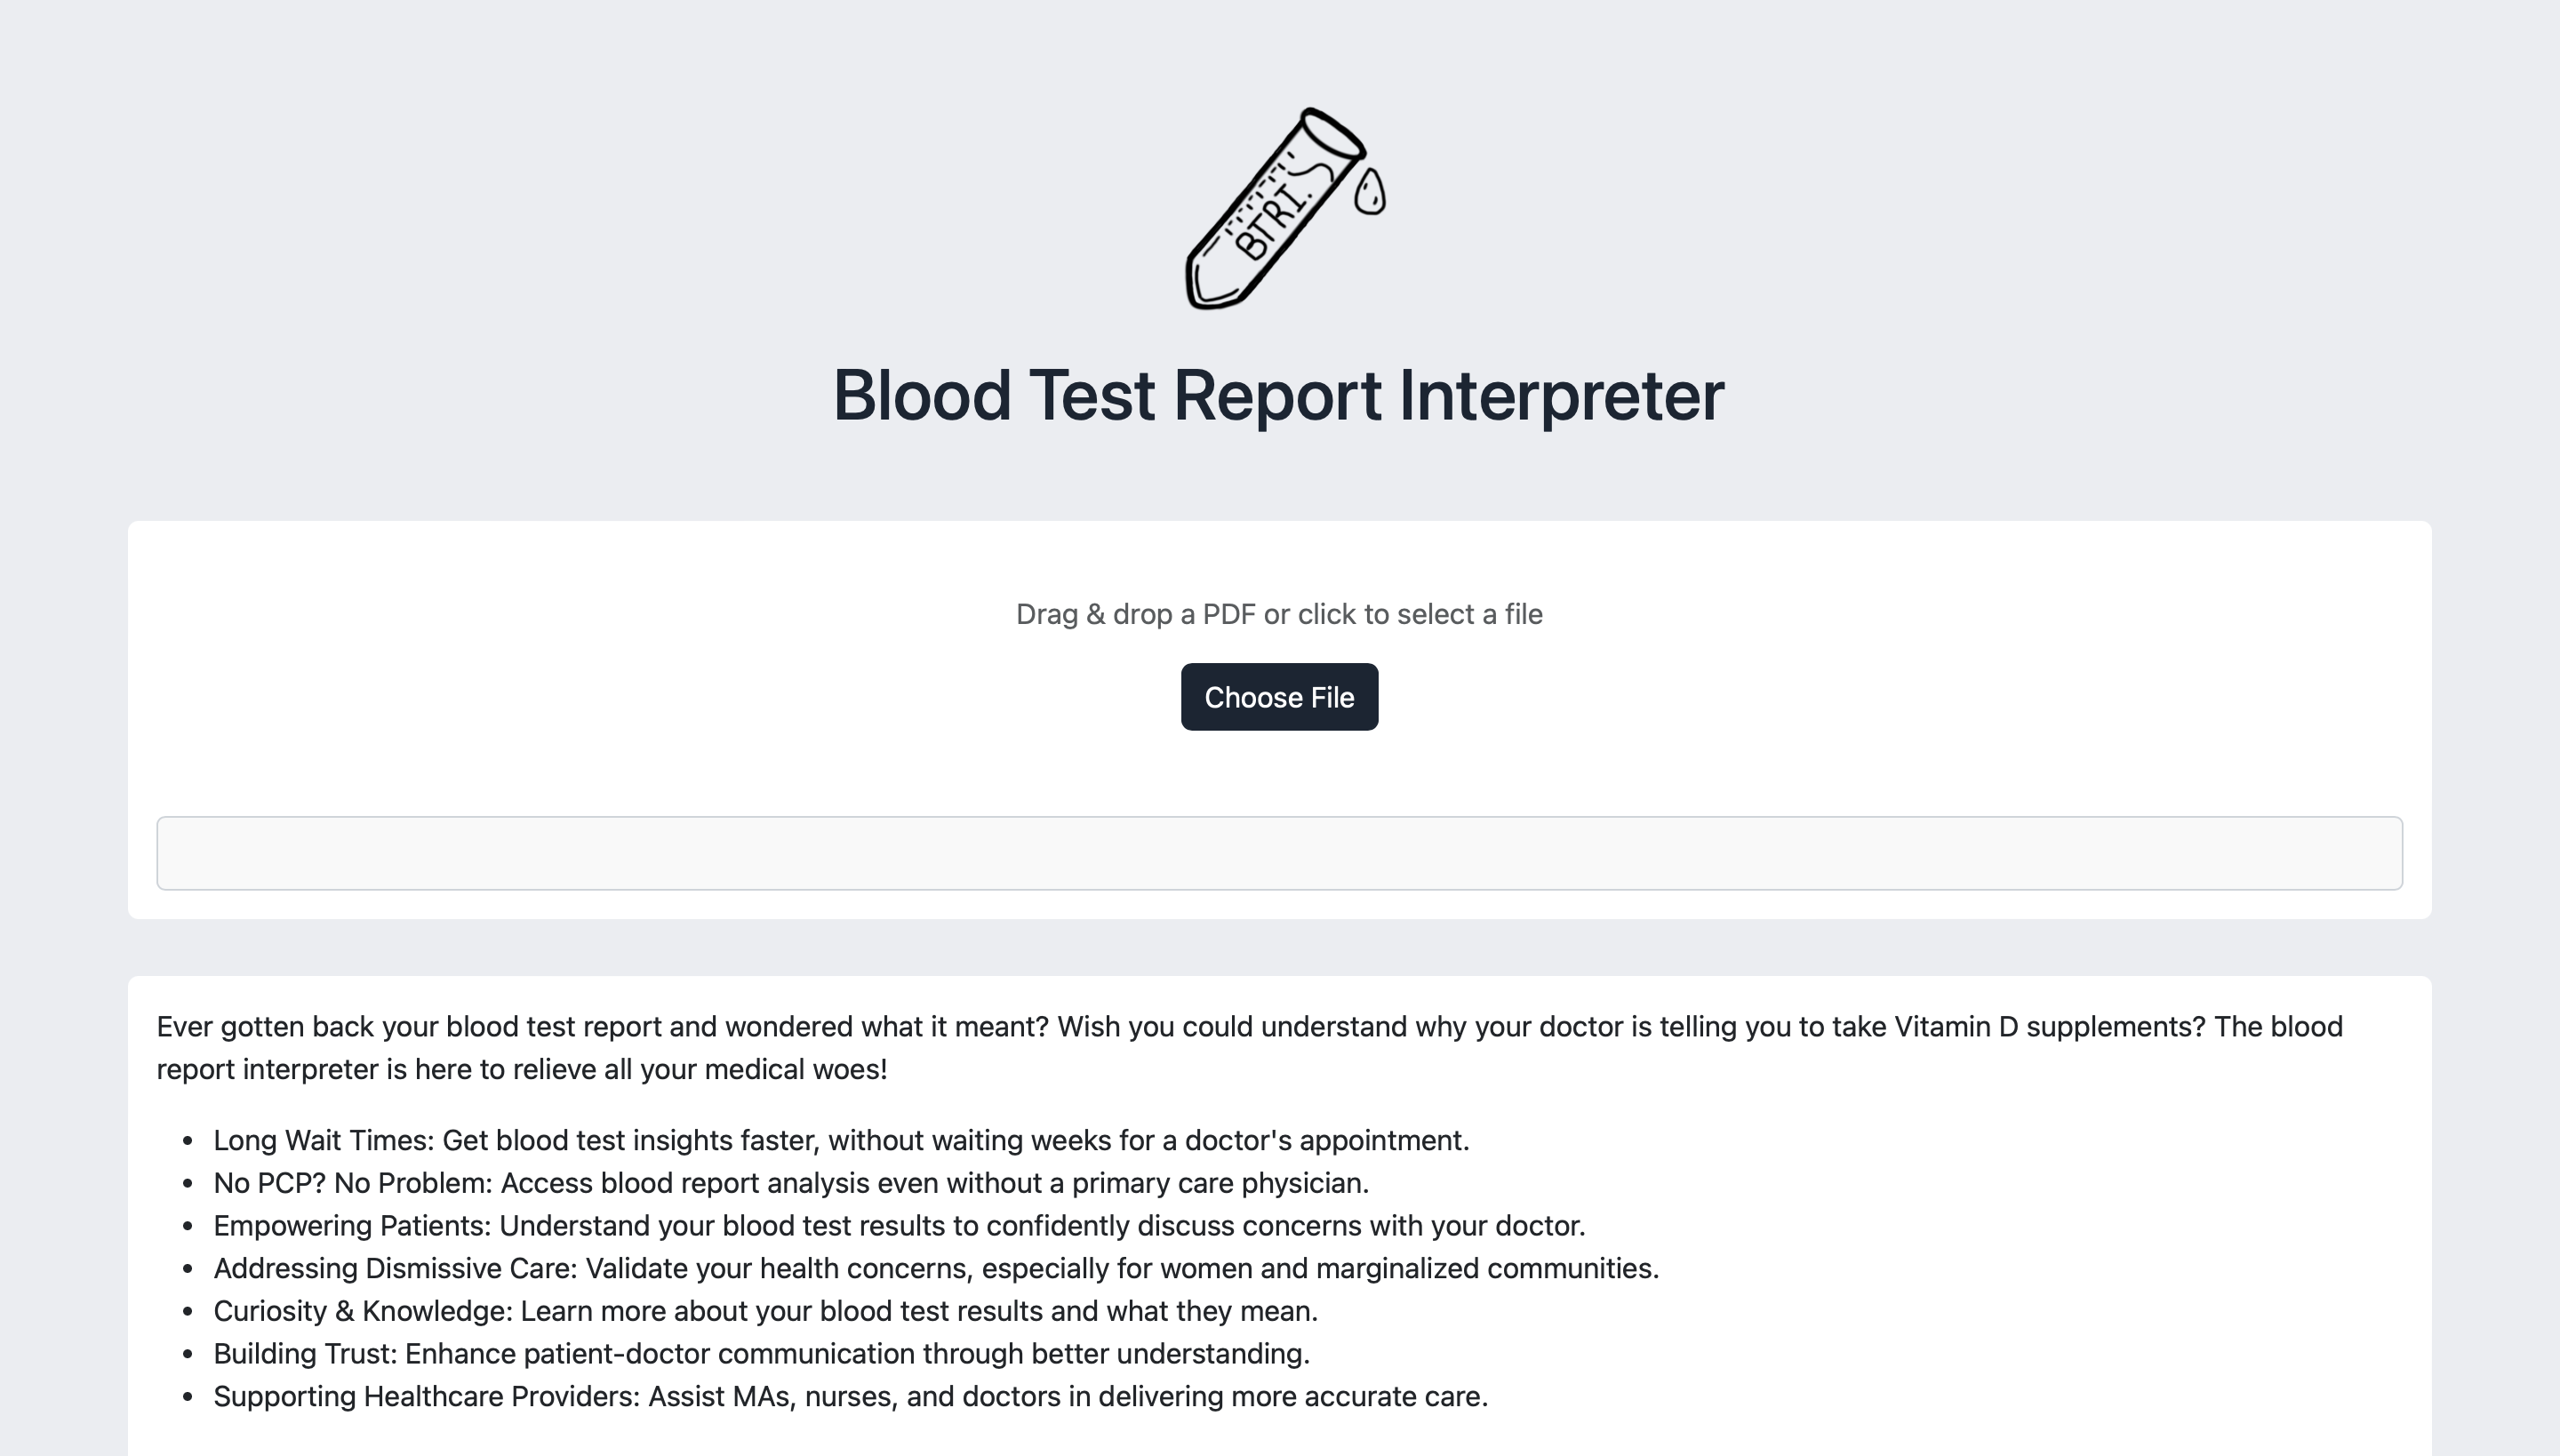 BTRI.
Blood Test Report Interpreter
Drag & drop a PDF or click to select a file
Choose File
Ever gotten back your blood test report and wondered what it meant? Wish you could understand why your doctor is telling you to take Vitamin D supplements? The blood
report interpreter is here to relieve all your medical woes!
• Long Wait Times: Get blood test insights faster, without waiting weeks for a doctor's appointment.
• No PCP? No Problem: Access blood report analysis even without a primary care physician.
• Empowering Patients: Understand your blood test results to confidently discuss concerns with your doctor.
• Addressing Dismissive Care: Validate your health concerns, especially for women and marginalized communities.
• Curiosity & Knowledge: Learn more about your blood test results and what they mean.
• Building Trust: Enhance patient-doctor communication through better understanding.
• Supporting Healthcare Providers: Assist MAs, nurses, and doctors in delivering more accurate care.